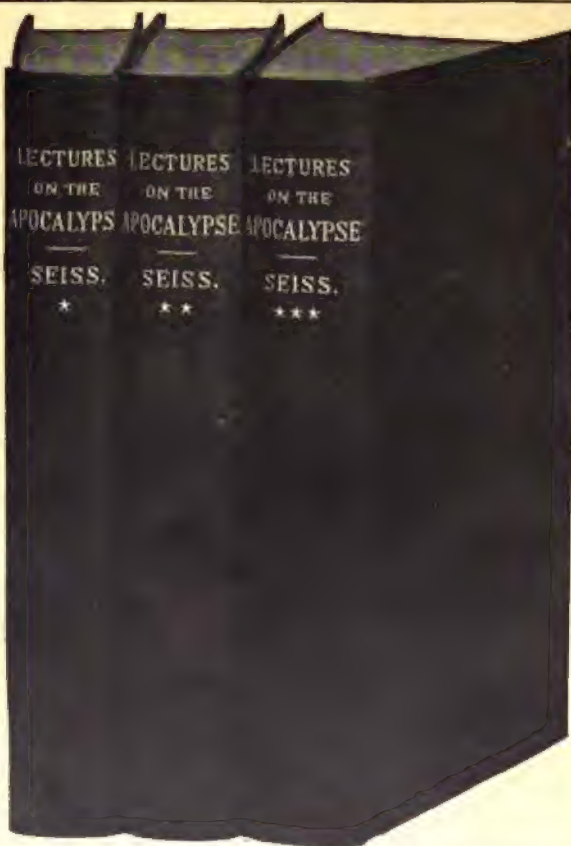 LECTURES
ON THE
APOCALYPS
SEISS.
*
LECTURES
ON THE
APOCALYPSE
SEISS.
**
LECTURES
ON THE
APOCALYPSE
SEISS.
***